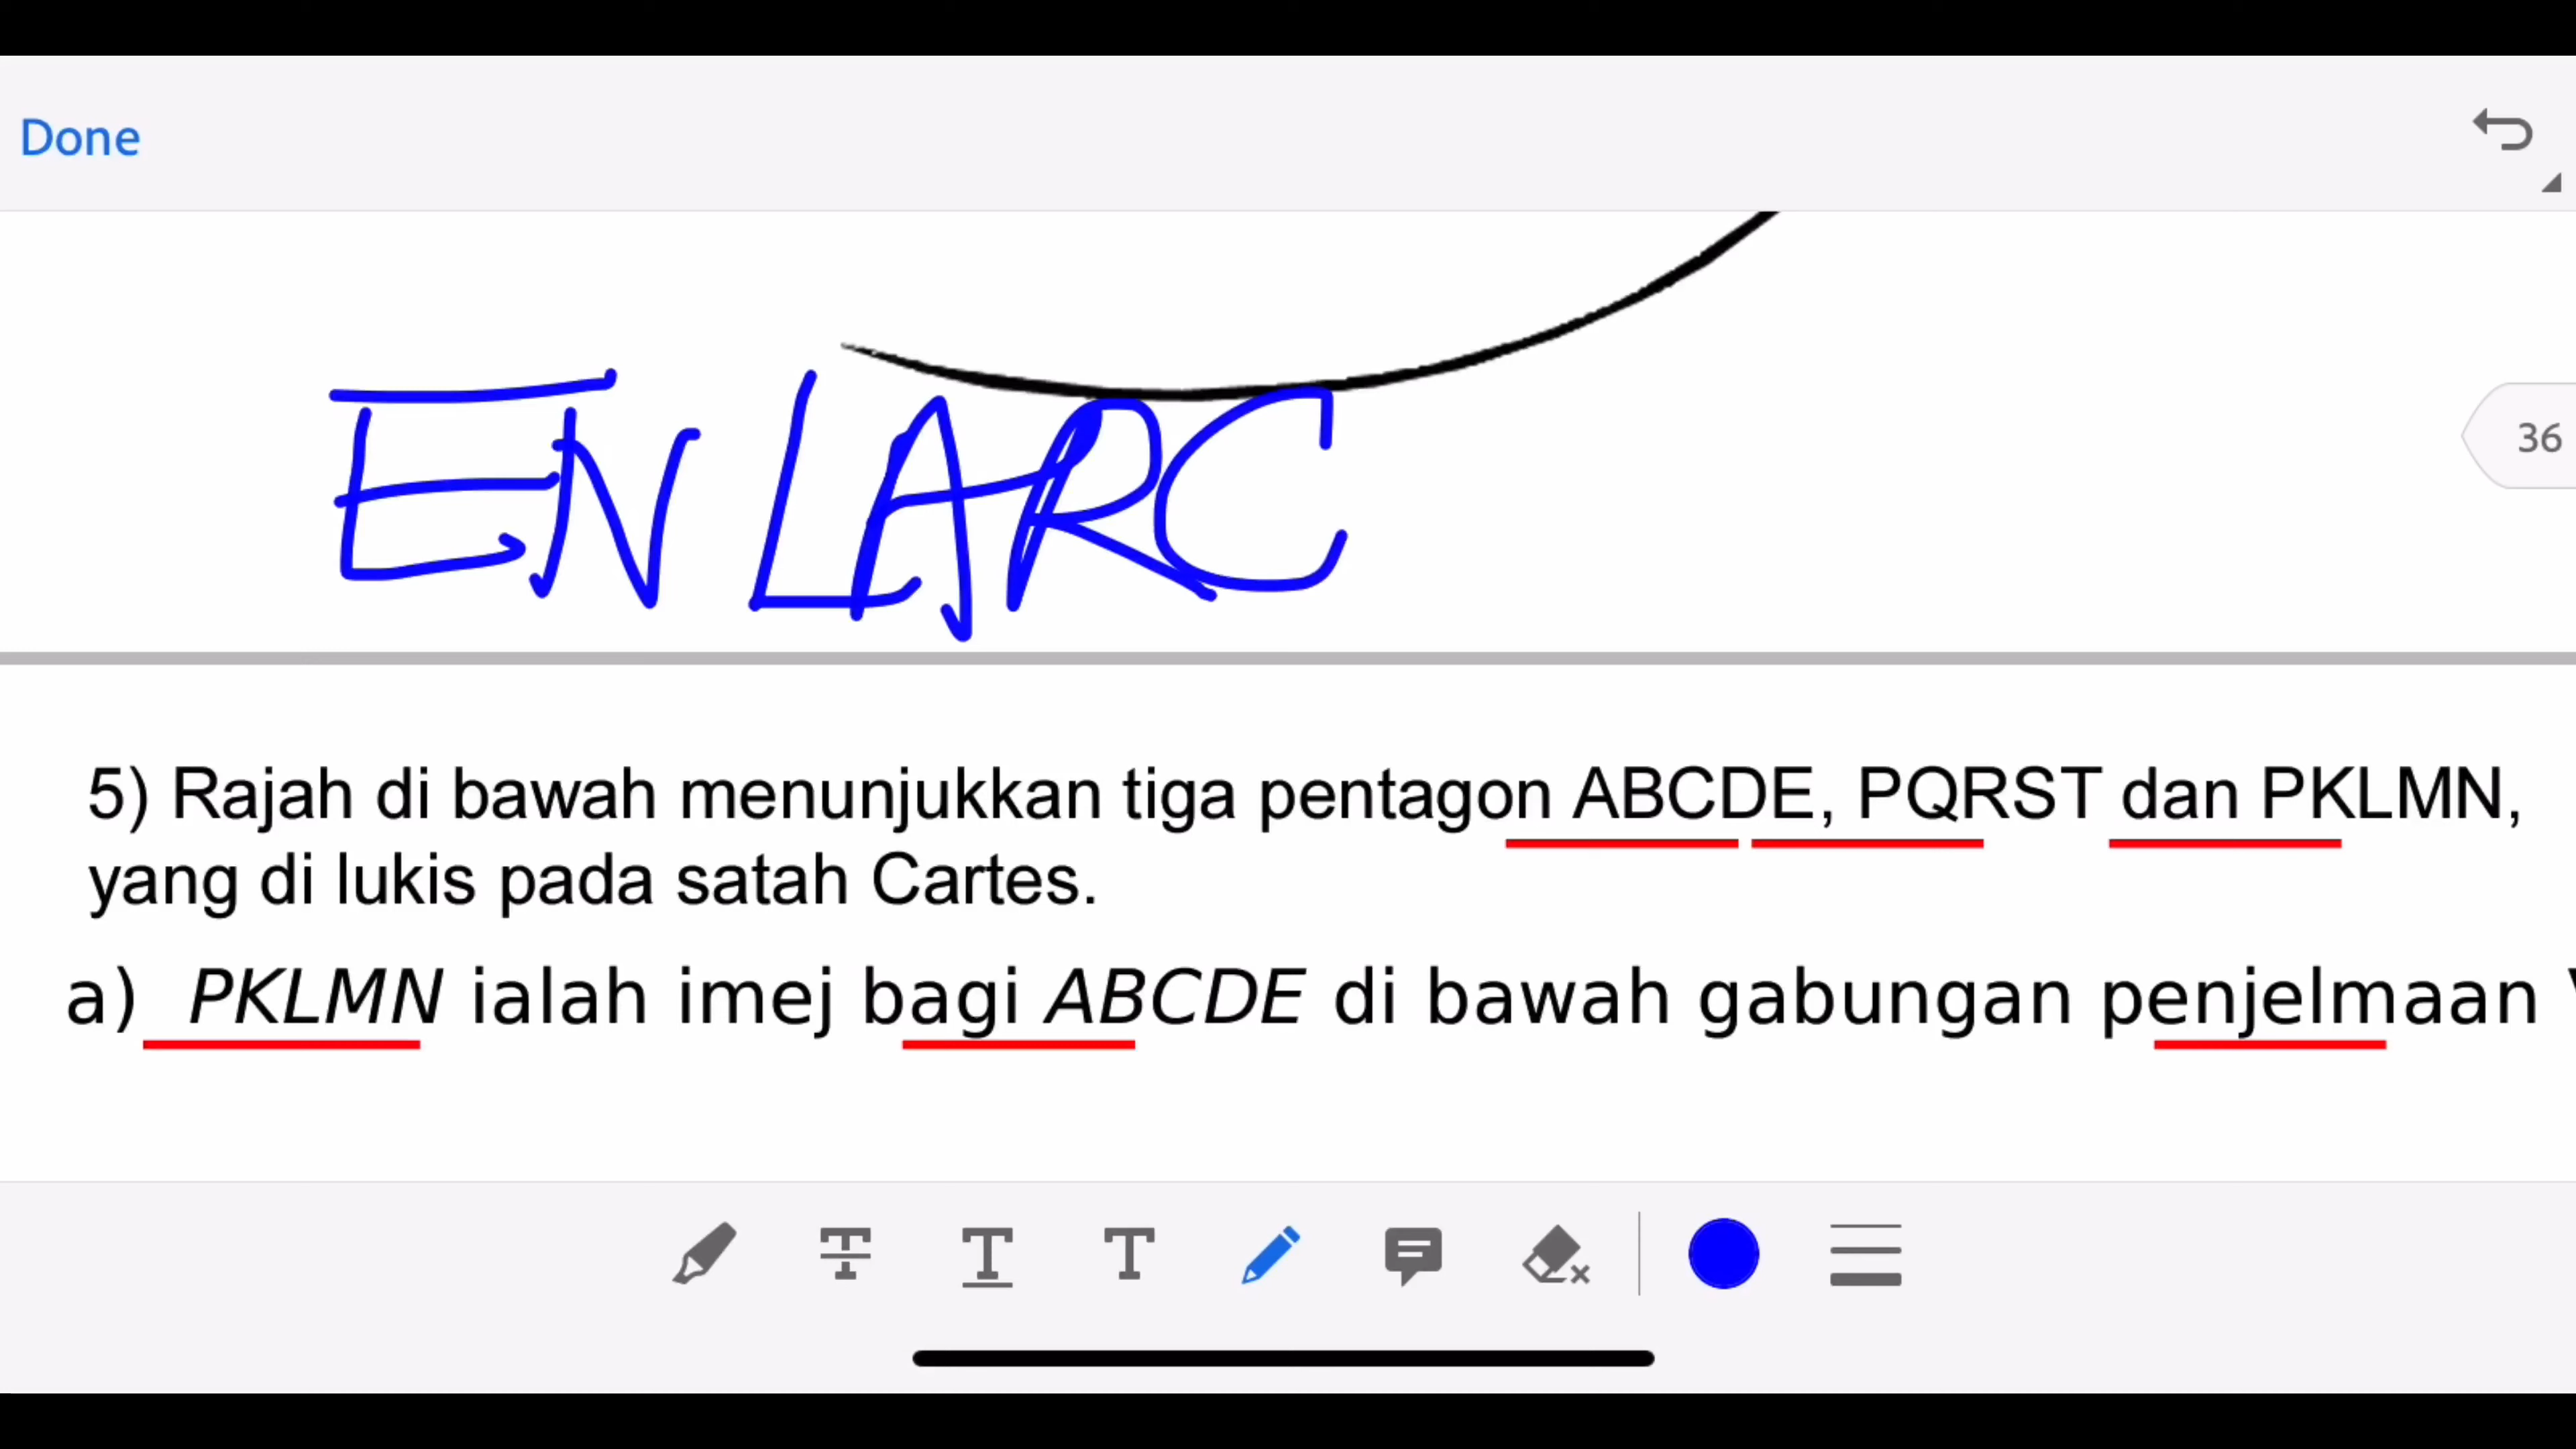 Done
36
EN LARC
5) Rajah di bawah menunjukkan tiga pentagon ABCDE, PQRST dan PKLMN,
yang di lukis pada satah Cartes.
a) PKLMN ialah imej bagi ABCDE di bawah gabungan penjelmaan